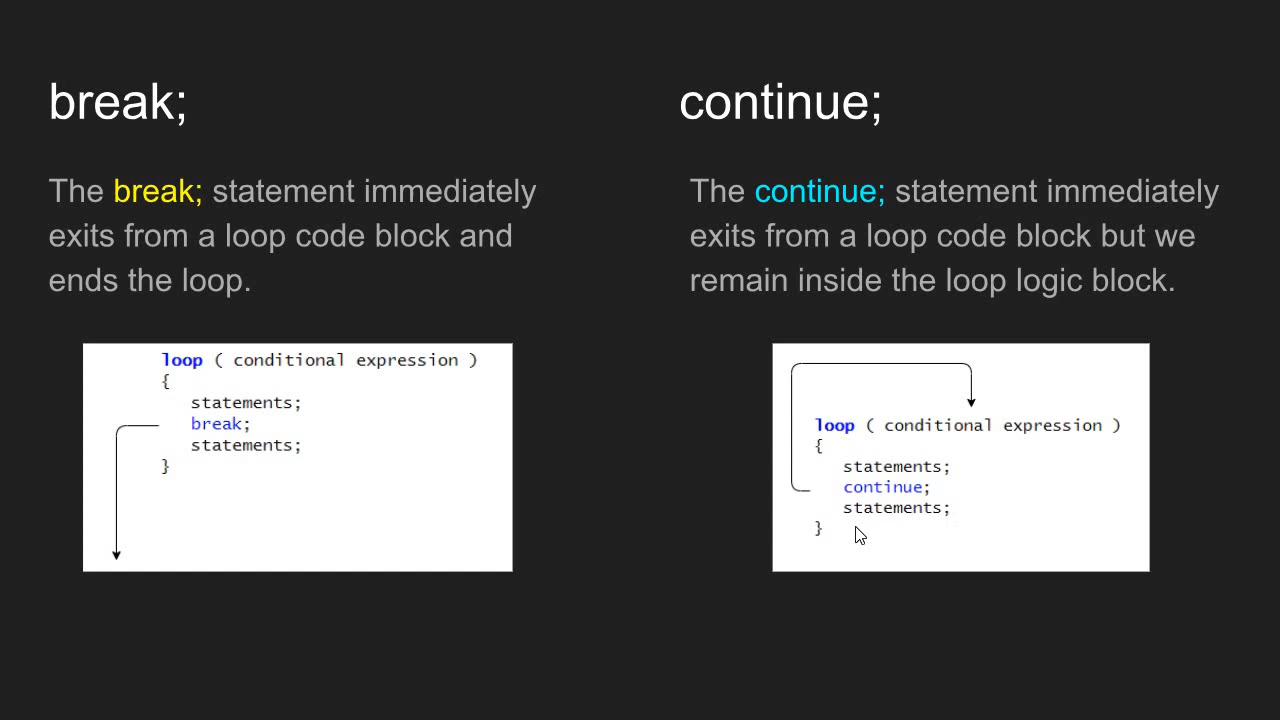 break;
The break; statement immediately
exits from a loop code block and
ends the loop.
loop ( conditional expression )
{
statements;
break;
statements;
}
continue;
The continue; statement immediately
exits from a loop code block but we
remain inside the loop logic block.
loop ( conditional expression )
{
statements;
continue;
statements;
}